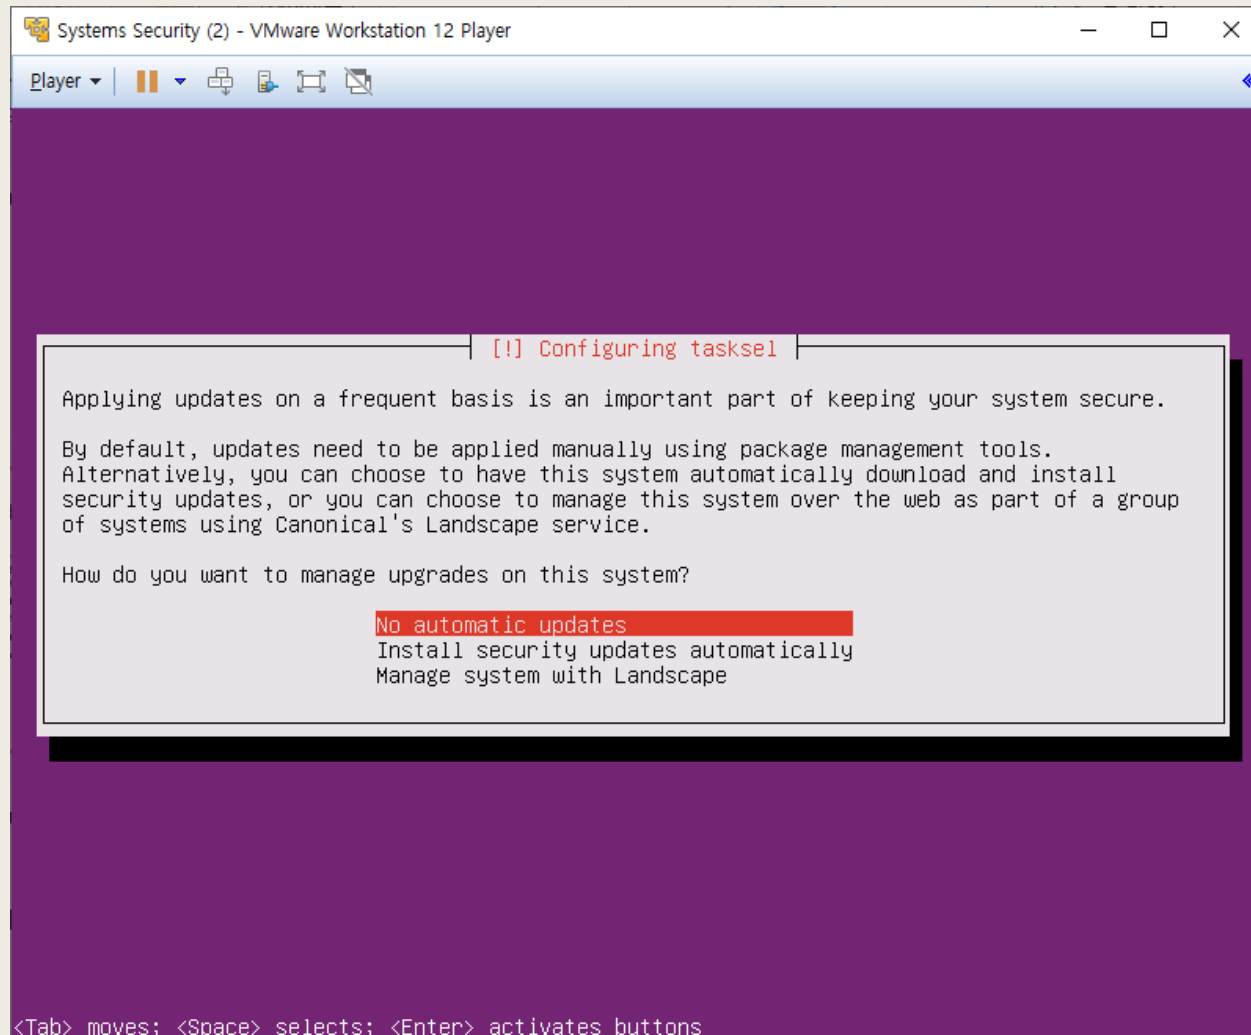 Systems Security (2) - VMware Workstation 12 Player
Player
[!] Configuring tasksel
Applying updates on a frequent basis is an important part of keeping your system secure.
By default, updates need to be applied manually using package management tools.
Alternatively, you can choose to have this system automatically download and install
security updates, or you can choose to manage this system over the web as part of a group
of systems using Canonical's Landscape service.
How do you want to manage upgrades on this system?
No automatic updates
Install security updates automatically
Manage system with Landscape
<Tab> moves; <Space> selects; <Enter> activates buttons